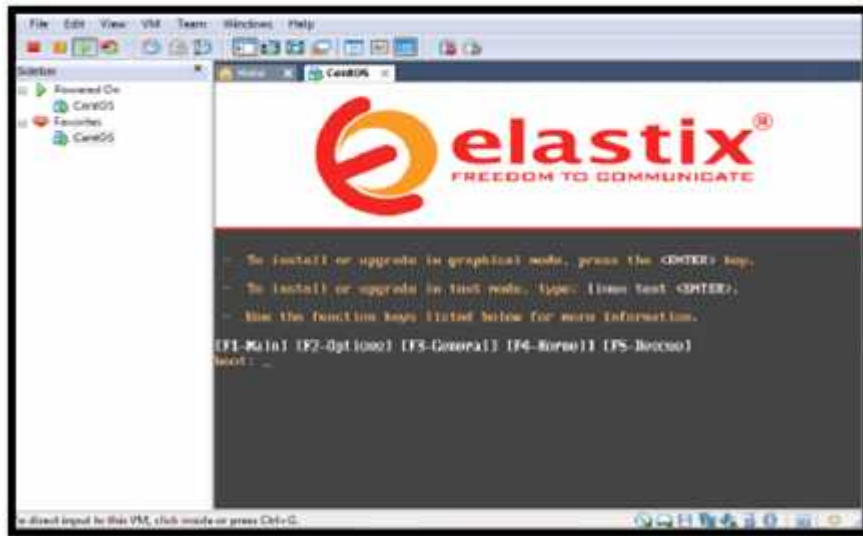 File Edit View VM Team Windows Help
Sidebar
Home
CentOS
Powered On
CentOS
Favorites
CentOS
elastix®
FREEDOM TO COMMUNICATE
- To install or upgrade in graphical mode, press the <ENTER> key.
- To install or upgrade in text mode, type: linux text <ENTER>.
- Use the function keys listed below for more information.
[F1-Main] [F2-Options] [F3-General] [F4-Kernel] [F5-Rescue]
boot: _
To direct input to this VM, click inside or press Ctrl+G.